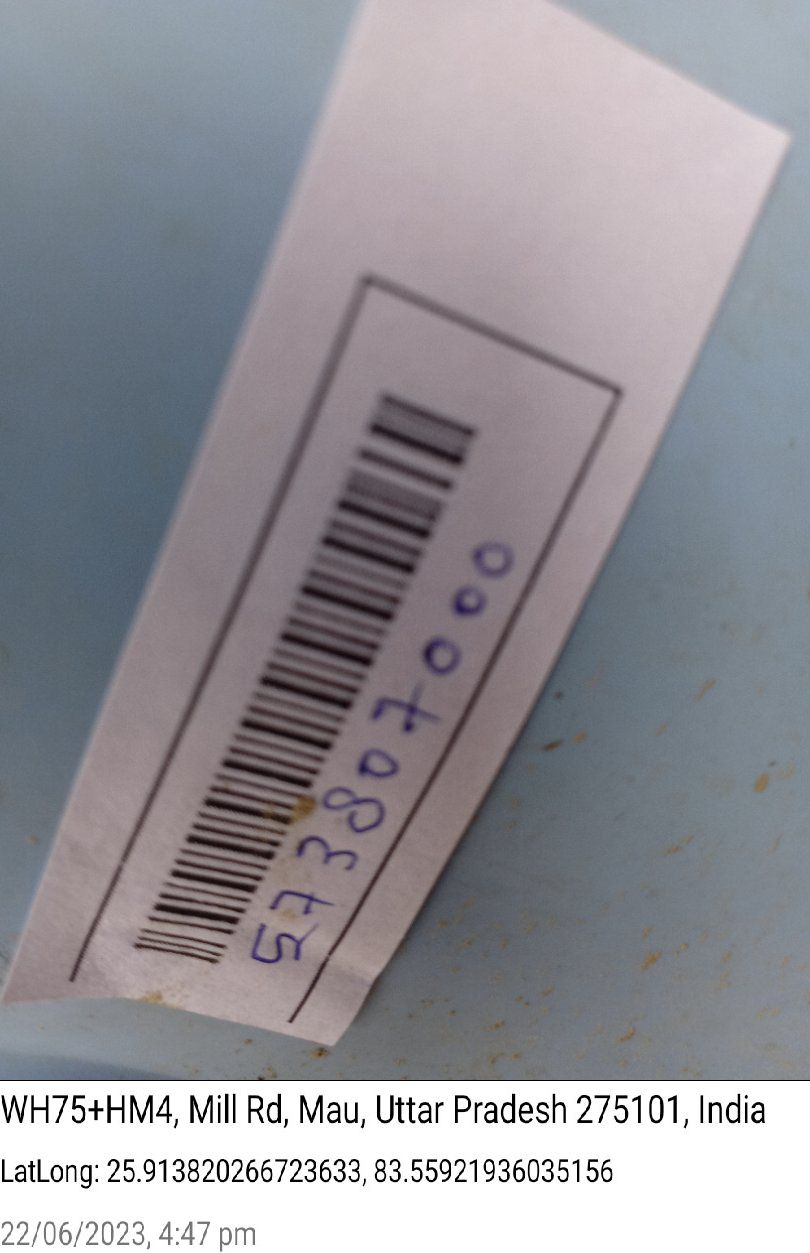 573807000
WH75+HM4, Mill Rd, Mau, Uttar Pradesh 275101, India
LatLong: 25.913820266723633, 83.55921936035156
22/06/2023, 4:47 pm